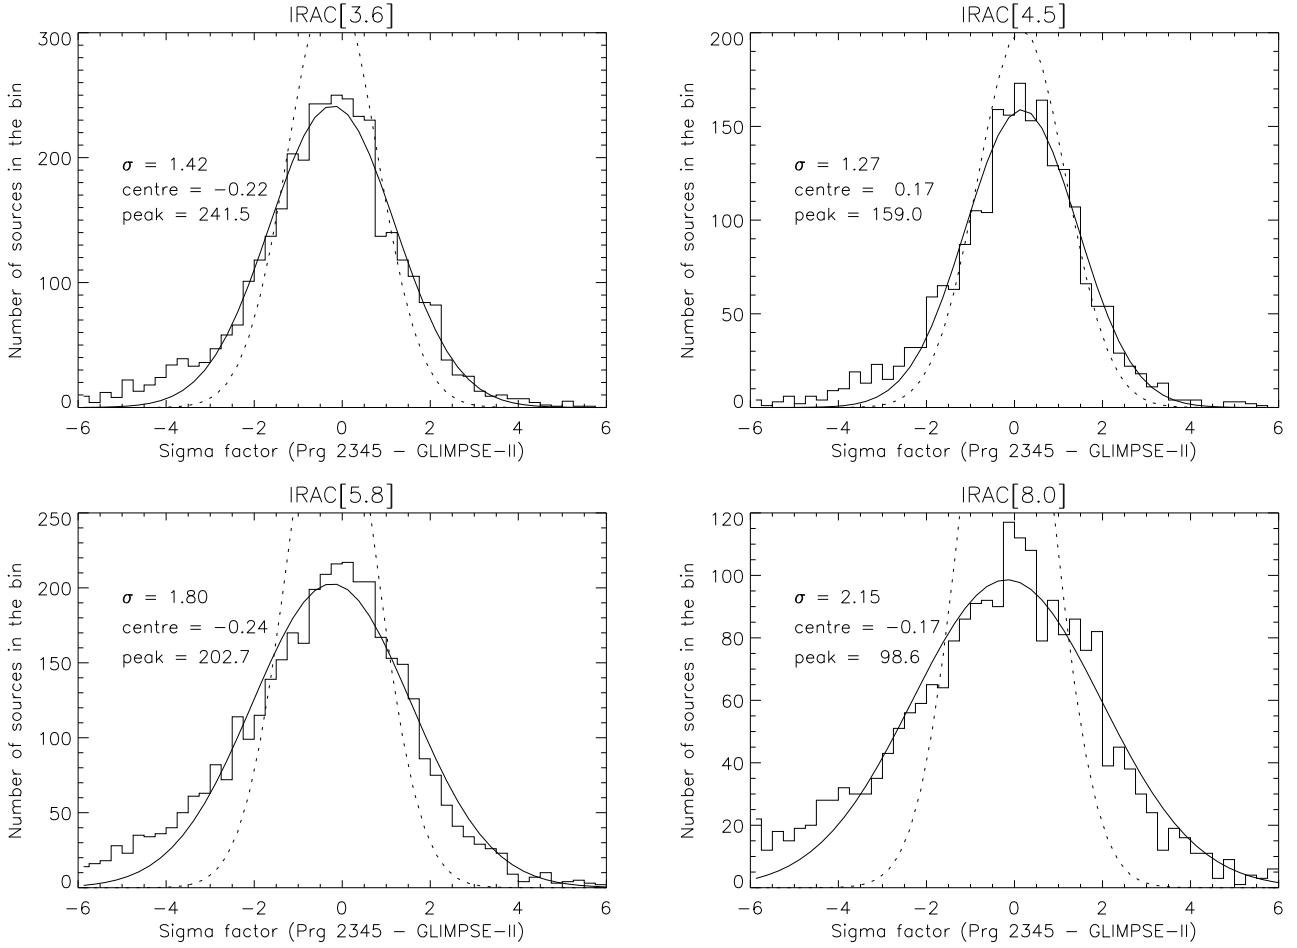 IRAC[3.6]
300
200
100
0
Number of sources in the bin
σ = 1.42
centre = −0.22
peak = 241.5
−6 −4 −2 0 2 4 6
Sigma factor (Prg 2345 − GLIMPSE−II)
IRAC[4.5]
200
150
100
50
0
Number of sources in the bin
σ = 1.27
centre = 0.17
peak = 159.0
−6 −4 −2 0 2 4 6
Sigma factor (Prg 2345 − GLIMPSE−II)
IRAC[5.8]
250
200
150
100
50
0
Number of sources in the bin
σ = 1.80
centre = −0.24
peak = 202.7
−6 −4 −2 0 2 4 6
Sigma factor (Prg 2345 − GLIMPSE−II)
IRAC[8.0]
120
100
80
60
40
20
0
Number of sources in the bin
σ = 2.15
centre = −0.17
peak = 98.6
−6 −4 −2 0 2 4 6
Sigma factor (Prg 2345 − GLIMPSE−II)